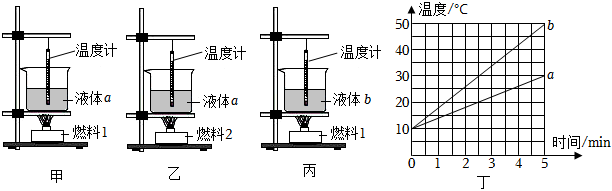 温度计
液体a
燃料1
甲
温度计
液体a
燃料2
乙
温度计
液体b
燃料1
丙
温度/℃
50
40
30
20
10
0 1 2 3 4 5
时间/min
b
a
丁